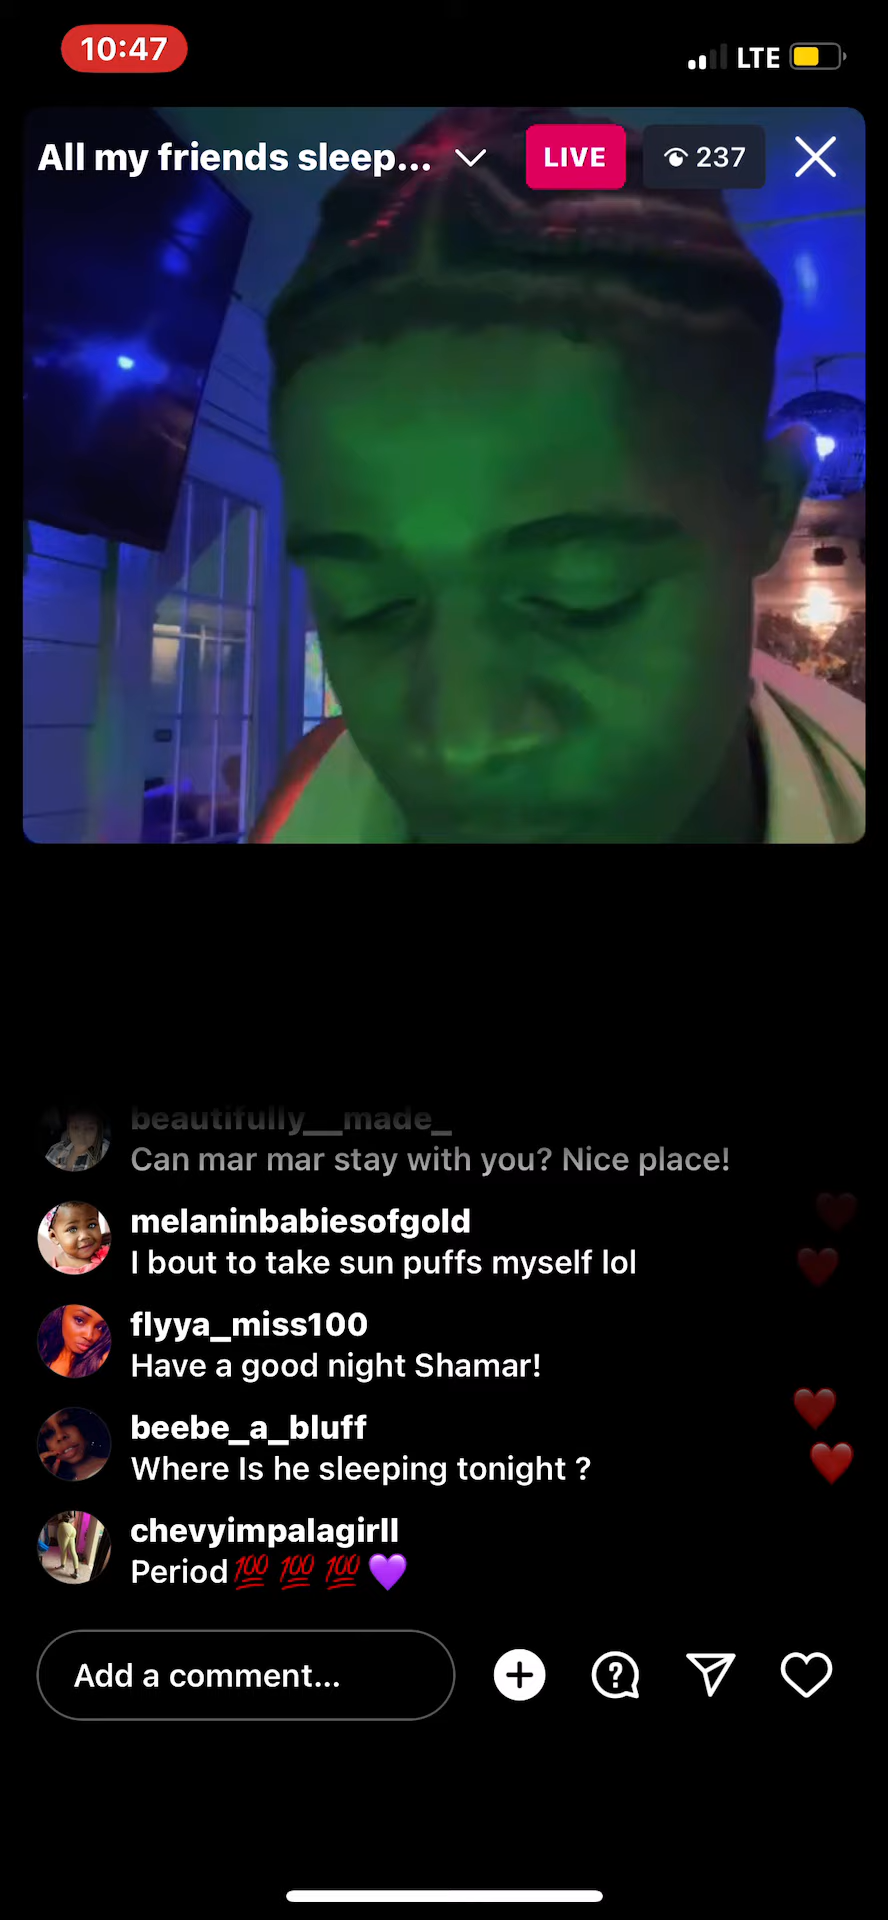 10:47
LTE
All my friends sleep...
LIVE
237
beautifully__made_
Can mar mar stay with you? Nice place!
melaninbabiesofgold
I bout to take sun puffs myself lol
flyya_miss100
Have a good night Shamar!
beebe_a_bluff
Where Is he sleeping tonight ?
chevyimpalagirll
Period💯 💯 💯💜
Add a comment...